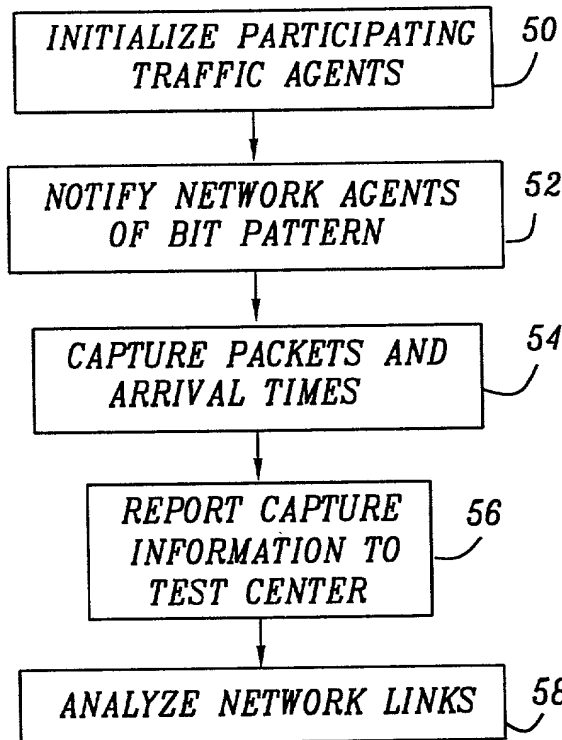 INITIALIZE PARTICIPATING
TRAFFIC AGENTS
50
NOTIFY NETWORK AGENTS
OF BIT PATTERN
52
CAPTURE PACKETS AND
ARRIVAL TIMES
54
REPORT CAPTURE
INFORMATION TO
TEST CENTER
56
ANALYZE NETWORK LINKS
58